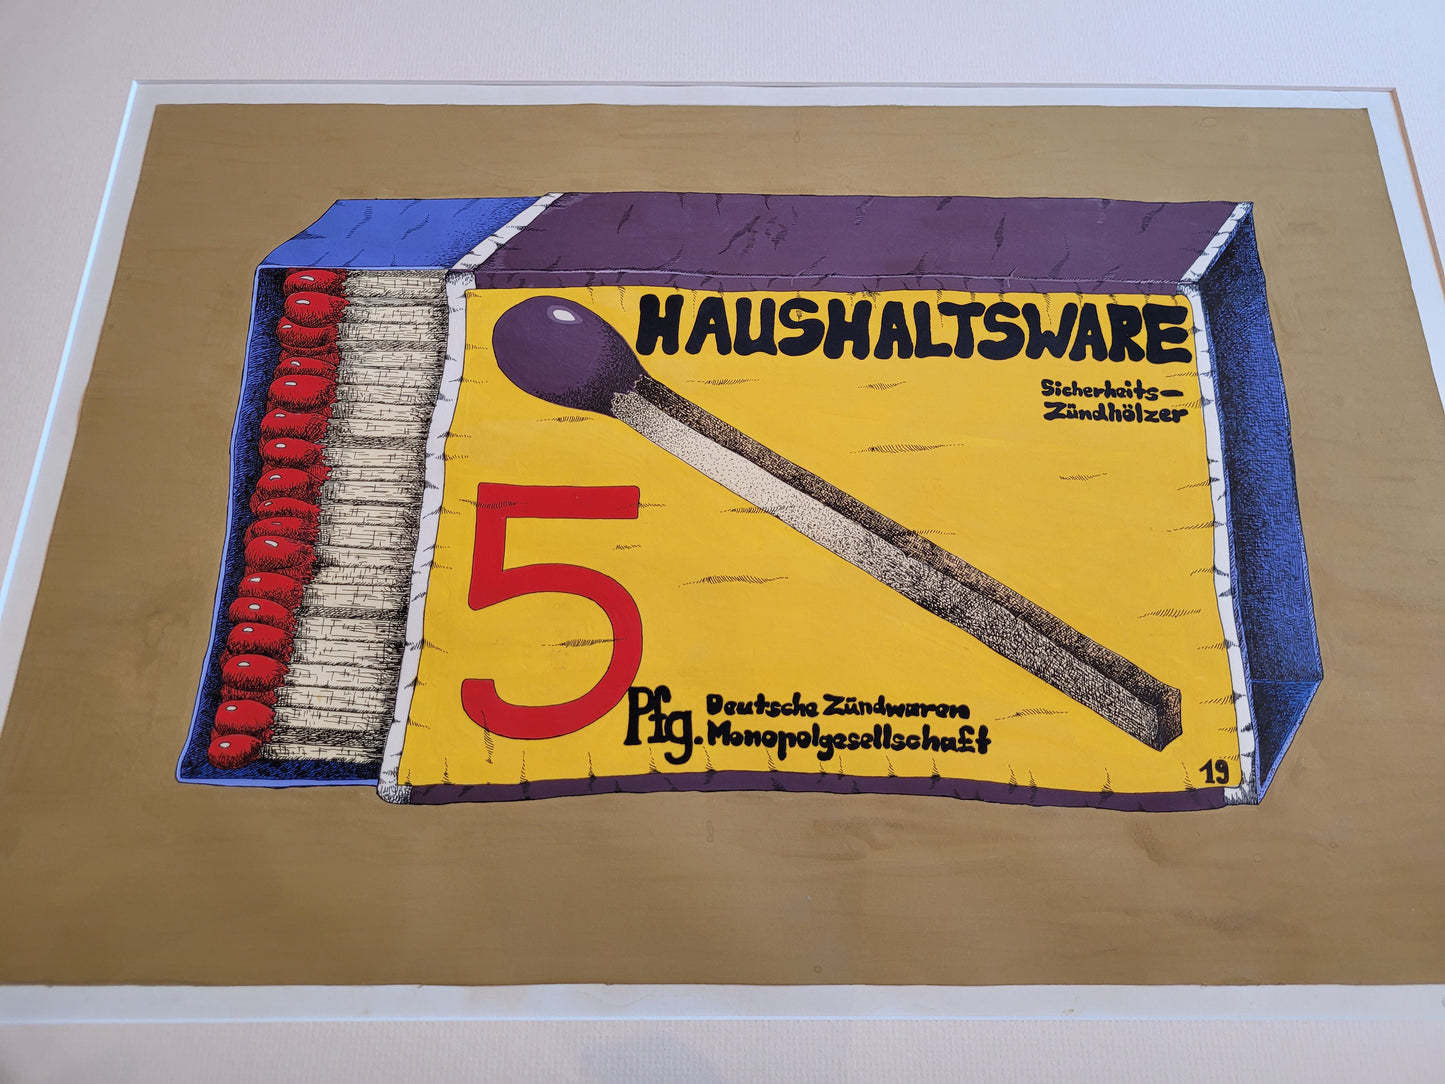 HAUSHALTSWARE
Sicherheits-
Zündhölzer
5 Pfg.
Deutsche Zündwaren
Monopolgesellschaft
19